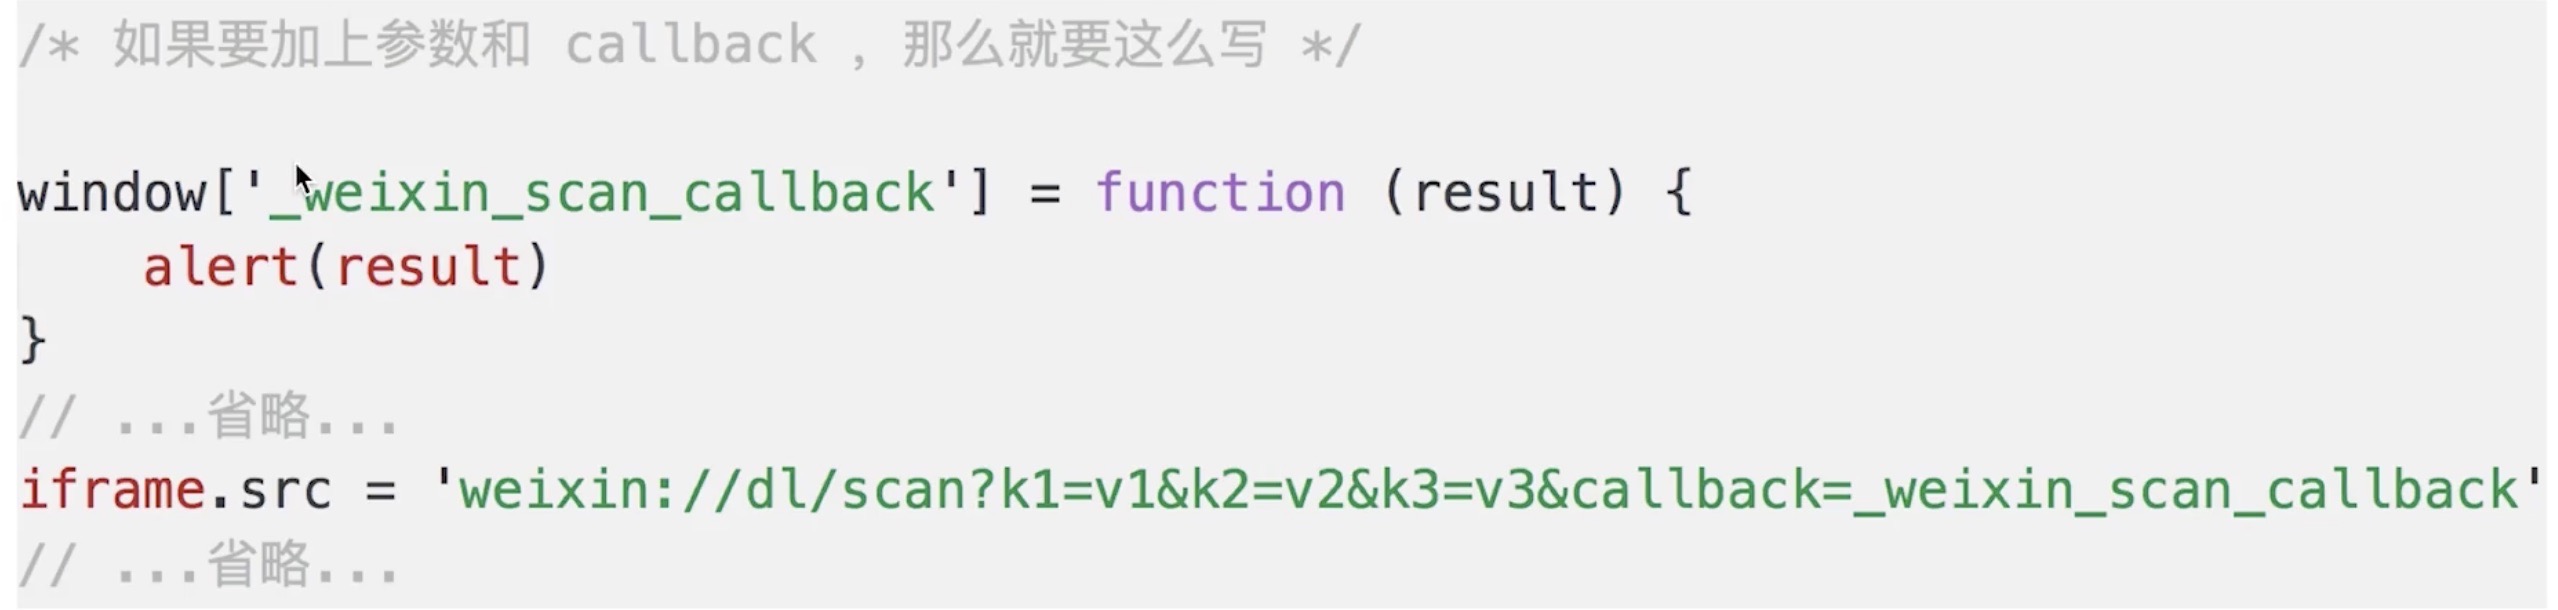 /* 如果要加上参数和 callback ，那么就要这么写 */
window['_weixin_scan_callback'] = function (result) {
    alert(result)
}
// ...省略...
iframe.src = 'weixin://dl/scan?k1=v1&k2=v2&k3=v3&callback=_weixin_scan_callback'
// ...省略...